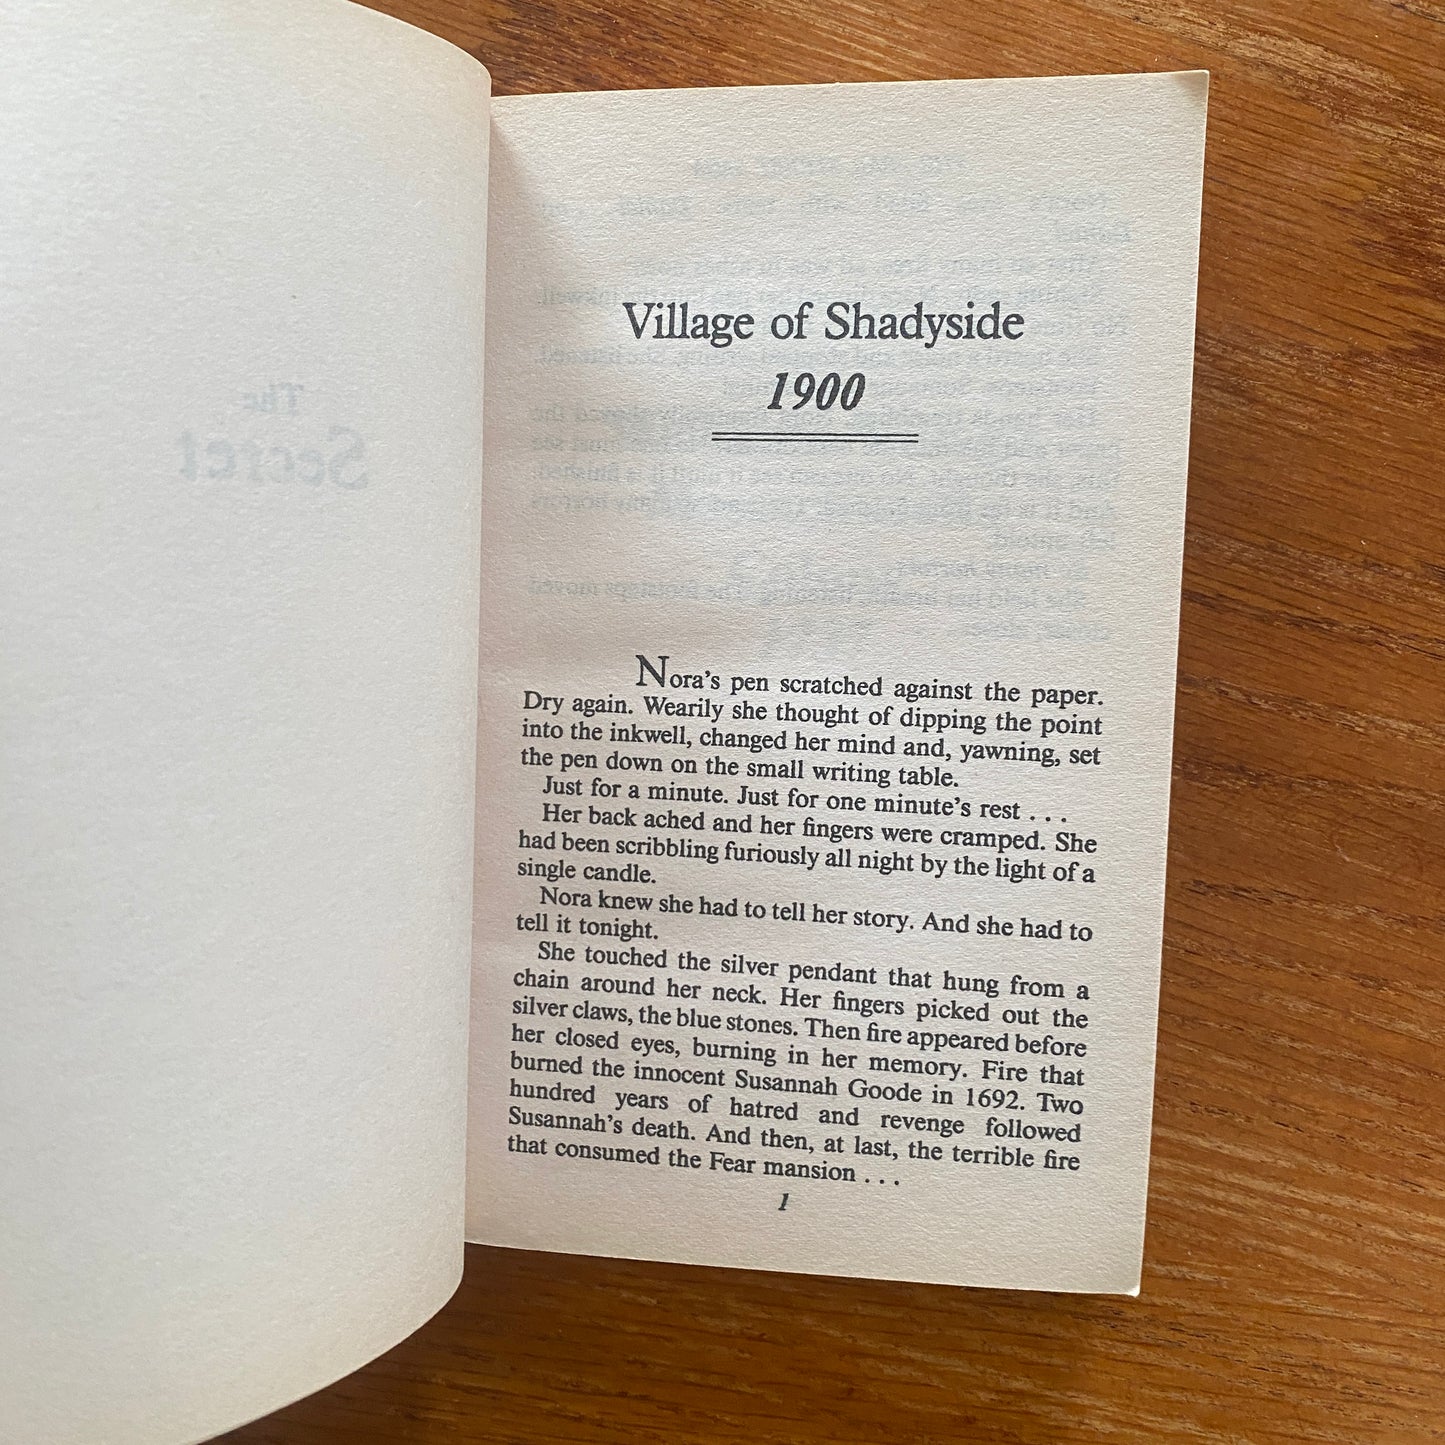 The
Secret
Village of Shadyside
1900
Nora's pen scratched against the paper.
Dry again. Wearily she thought of dipping the point
into the inkwell, changed her mind and, yawning, set
the pen down on the small writing table.
Just for a minute. Just for one minute's rest . . .
Her back ached and her fingers were cramped. She
had been scribbling furiously all night by the light of a
single candle.
Nora knew she had to tell her story. And she had to
tell it tonight.
She touched the silver pendant that hung from a
chain around her neck. Her fingers picked out the
silver claws, the blue stones. Then fire appeared before
her closed eyes, burning in her memory. Fire that
burned the innocent Susannah Goode in 1692. Two
hundred years of hatred and revenge followed
Susannah's death. And then, at last, the terrible fire
that consumed the Fear mansion . . .
1